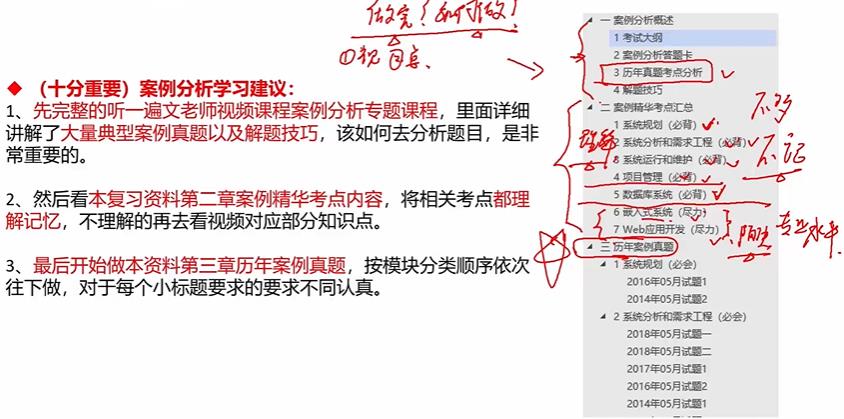 做完！如何做！
①视
◆ （十分重要）案例分析学习建议：
1、先完整的听一遍文老师视频课程案例分析专题课程，里面详细
讲解了大量典型案例真题以及解题技巧，该如何去分析题目，是非
常重要的。
2、然后看本复习资料第二章案例精华考点内容，将相关考点都理
解记忆，不理解的再去看视频对应部分知识点。
3、最后开始做本资料第三章历年案例真题，按模块分类顺序依次
往下做，对于每个小标题要求的要求不同认真。
一 案例分析概述
1 考试大纲
2 案例分析答题卡
3 历年真题考点分析
4 解题技巧
二 案例精华考点汇总
1 系统规划（必背）
2 系统分析和需求工程（必背）
3 系统运行和维护（必背）
4 项目管理（必背）
5 数据库系统（必背）
6 嵌入式系统（尽力）
7 Web应用开发（尽力）
三 历年案例真题
1 系统规划（必会）
2016年05月试题1
2014年05月试题2
2 系统分析和需求工程（必会）
2018年05月试题一
2018年05月试题二
2017年05月试题1
2016年05月试题2
2014年05月试题1
理解
不多
不记
专业水平